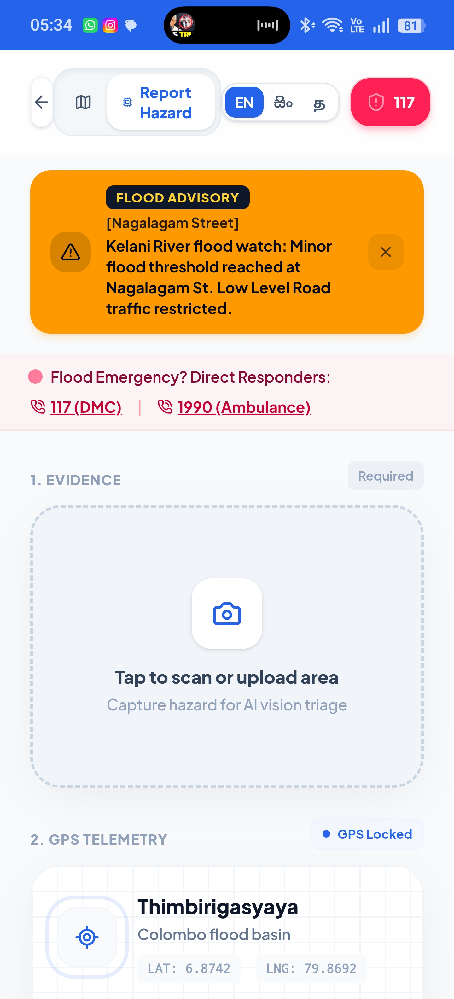 05:34
Vo
LTE
81
Report
Hazard
EN
සිං
த
117
FLOOD ADVISORY
[Nagalagam Street]
Kelani River flood watch: Minor
flood threshold reached at
Nagalagam St. Low Level Road
traffic restricted.
Flood Emergency? Direct Responders:
117 (DMC) | 1990 (Ambulance)
1. EVIDENCE
Required
Tap to scan or upload area
Capture hazard for AI vision triage
2. GPS TELEMETRY
GPS Locked
Thimbirigasyaya
Colombo flood basin
LAT: 6.8742 LNG: 79.8692